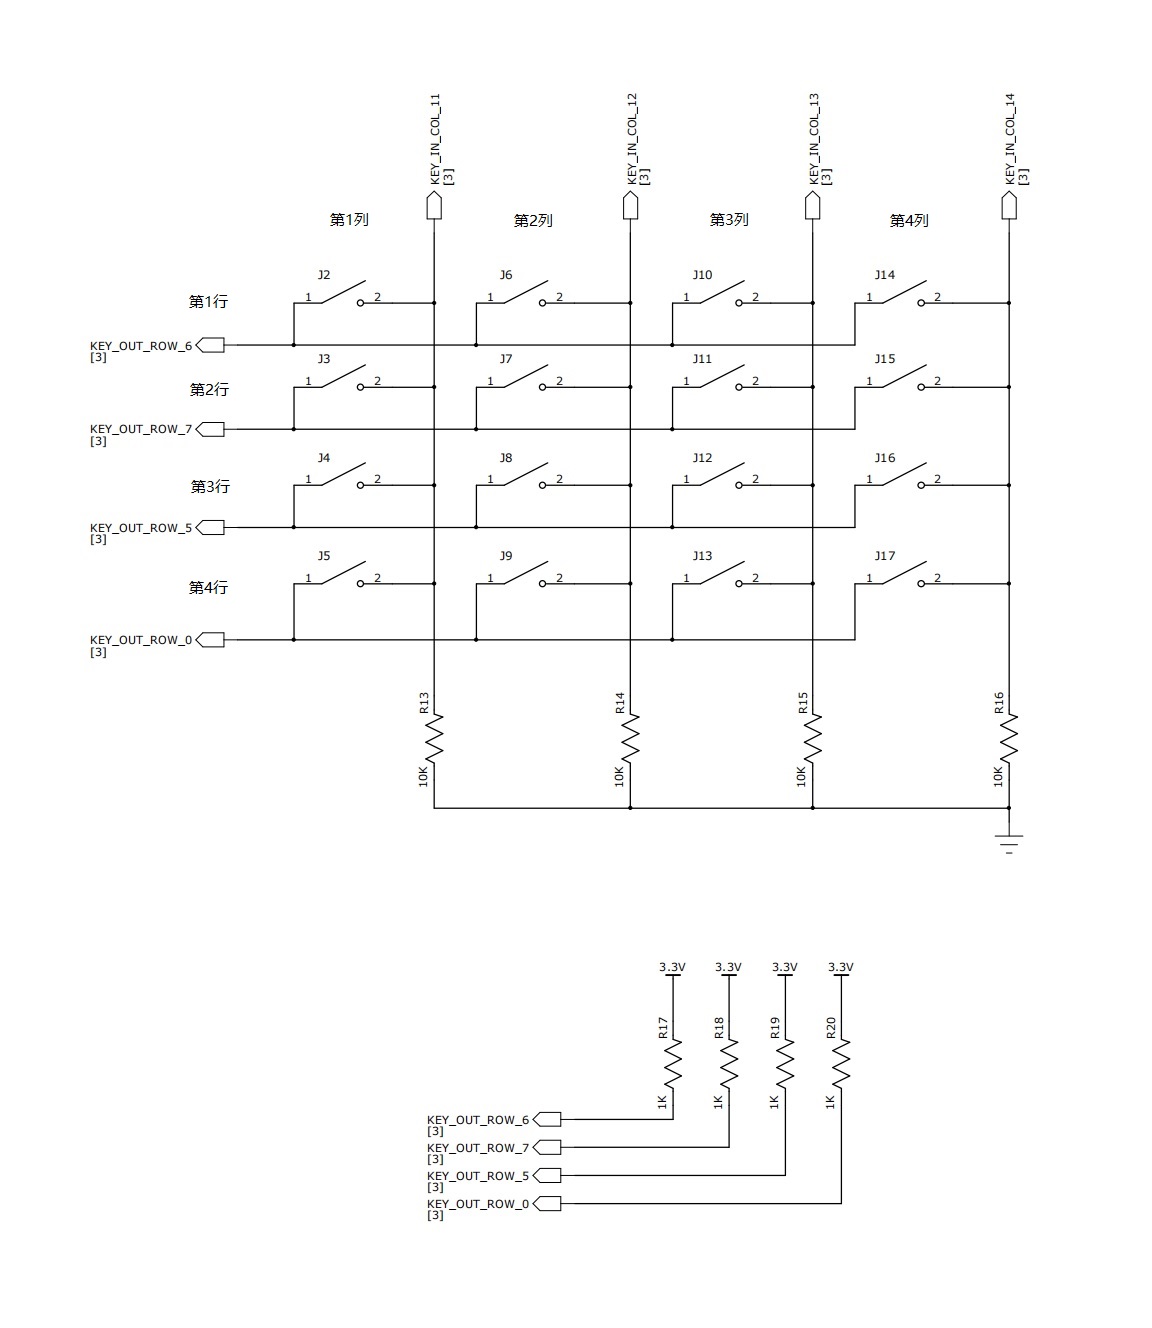 KEY_IN_COL_11
[3]
KEY_IN_COL_12
[3]
KEY_IN_COL_13
[3]
KEY_IN_COL_14
[3]
第1列 第2列 第3列 第4列
J2 J6 J10 J14
第1行 1 2 1 2 1 2 1 2
KEY_OUT_ROW_6
[3]
J3 J7 J11 J15
第2行 1 2 1 2 1 2 1 2
KEY_OUT_ROW_7
[3]
J4 J8 J12 J16
第3行 1 2 1 2 1 2 1 2
KEY_OUT_ROW_5
[3]
J5 J9 J13 J17
第4行 1 2 1 2 1 2 1 2
KEY_OUT_ROW_0
[3]
R13 R14 R15 R16
10K 10K 10K 10K
3.3V 3.3V 3.3V 3.3V
R17 R18 R19 R20
1K 1K 1K 1K
KEY_OUT_ROW_6
[3]
KEY_OUT_ROW_7
[3]
KEY_OUT_ROW_5
[3]
KEY_OUT_ROW_0
[3]